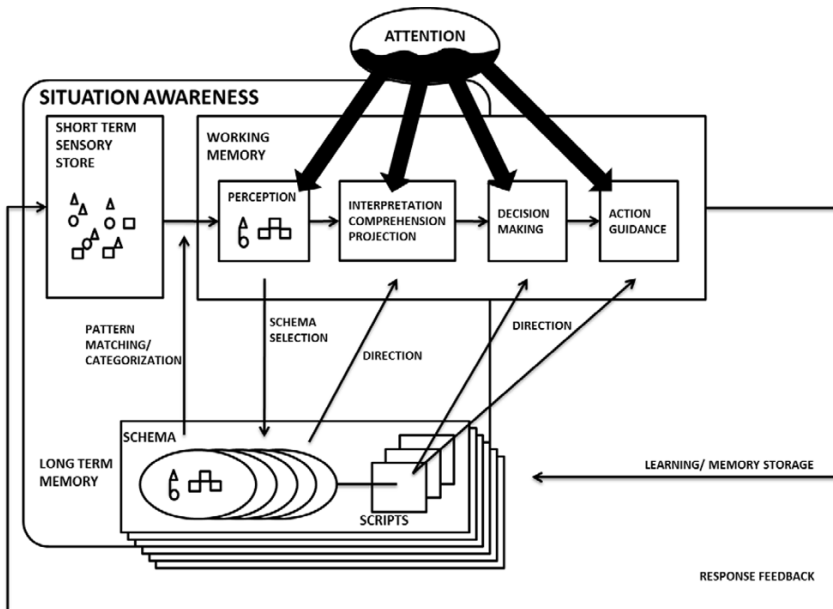 ATTENTION
SITUATION AWARENESS
SHORT TERM
SENSORY
STORE
WORKING
MEMORY
PERCEPTION
INTERPRETATION
COMPREHENSION
PROJECTION
DECISION
MAKING
ACTION
GUIDANCE
PATTERN
MATCHING/
CATEGORIZATION
SCHEMA
SELECTION
DIRECTION
DIRECTION
SCHEMA
LONG TERM
MEMORY
SCRIPTS
LEARNING/ MEMORY STORAGE
RESPONSE FEEDBACK